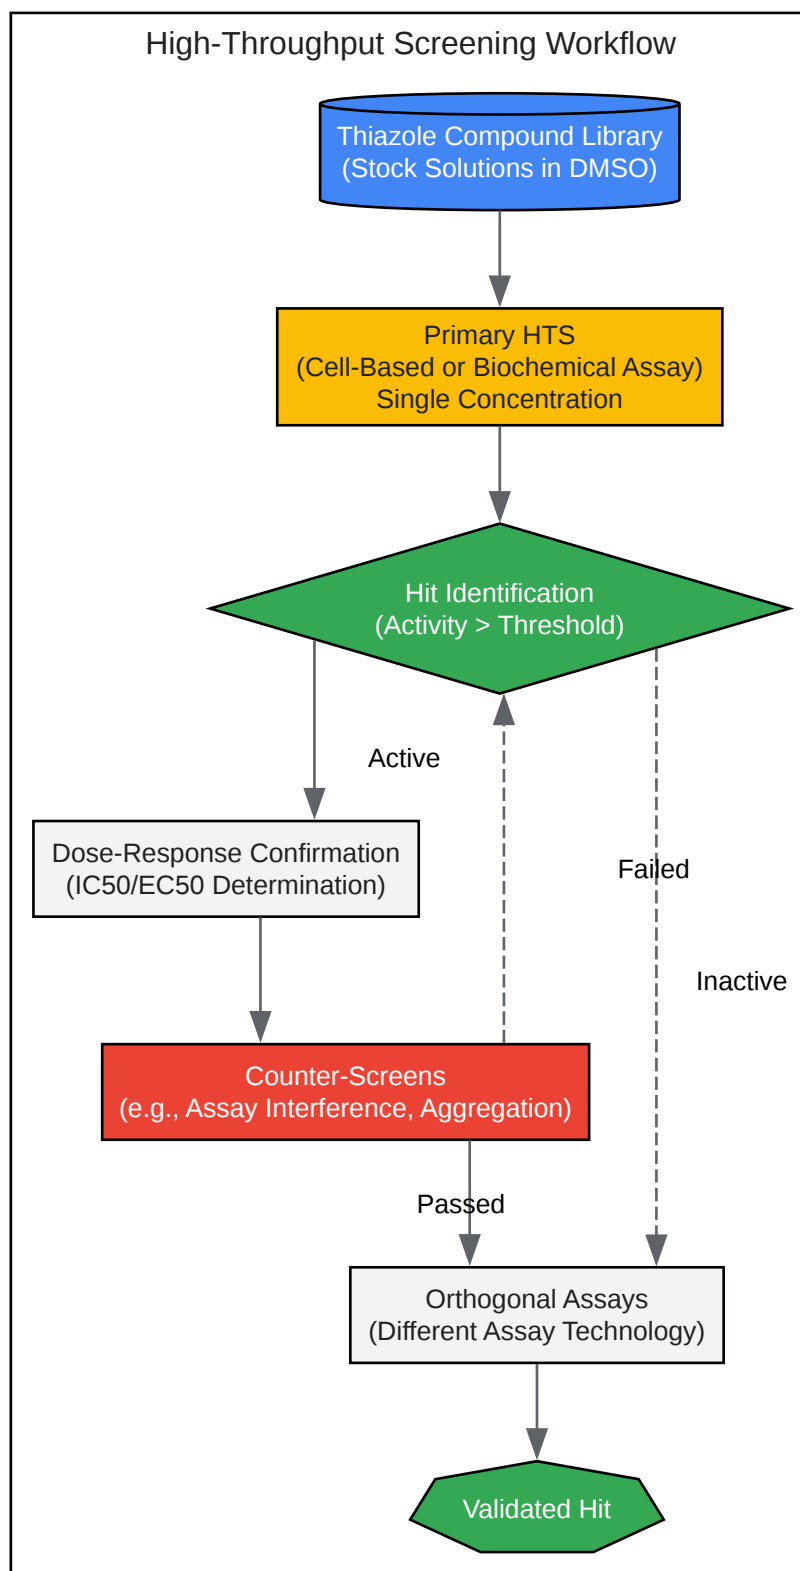 High-Throughput Screening Workflow
Thiazole Compound Library
(Stock Solutions in DMSO)
Primary HTS
(Cell-Based or Biochemical Assay)
Single Concentration
Hit Identification
(Activity > Threshold)
Active
Dose-Response Confirmation
(IC50/EC50 Determination)
Failed
Inactive
Counter-Screens
(e.g., Assay Interference, Aggregation)
Passed
Orthogonal Assays
(Different Assay Technology)
Validated Hit